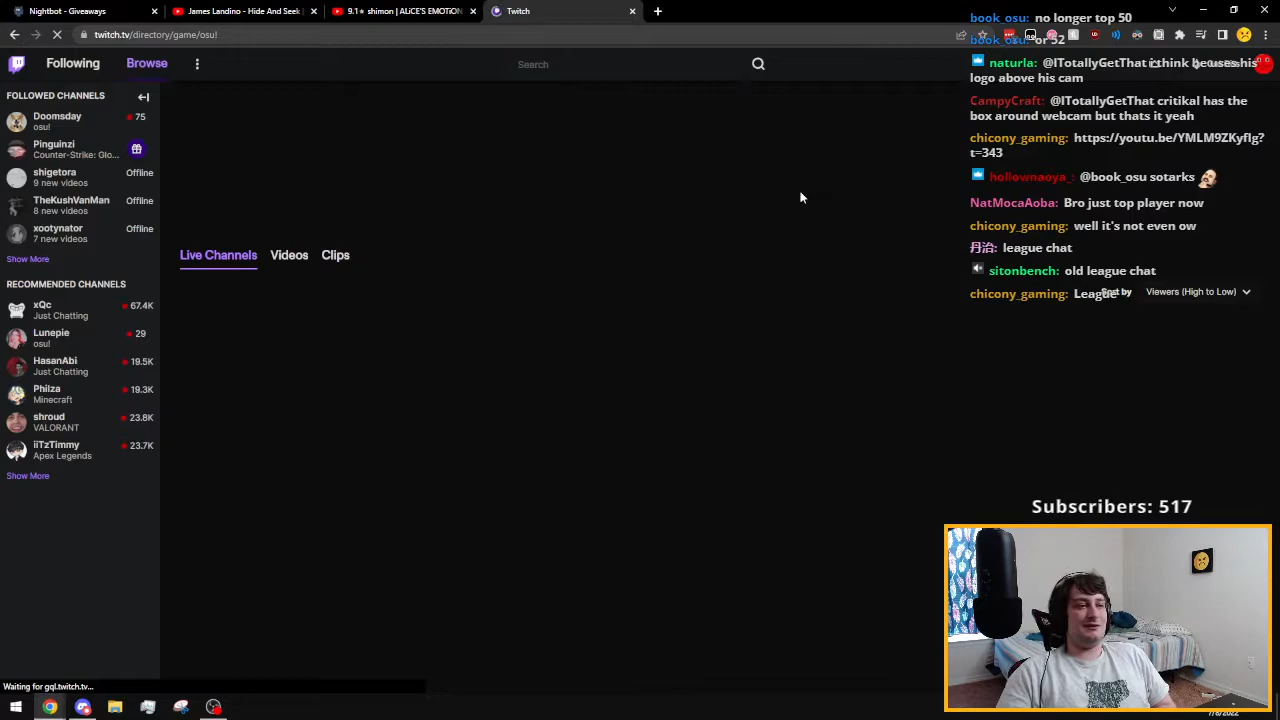 Nightbot - Giveaways
James Landino - Hide And Seek
9.1★ shimon | ALiCE'S EMOTiON
Twitch
twitch.tv/directory/game/osu!
Following
Browse
Search
FOLLOWED CHANNELS
Doomsday
75
osu!
Pinguinzi
Counter-Strike: Glo...
shigetora
Offline
9 new videos
TheKushVanMan
Offline
8 new videos
xootynator
Offline
7 new videos
Show More
RECOMMENDED CHANNELS
xQc
67.4K
Just Chatting
Lunepie
29
osu!
HasanAbi
19.5K
Just Chatting
Philza
19.3K
Minecraft
shroud
23.8K
VALORANT
iiTzTimmy
23.7K
Apex Legends
Show More
Live Channels
Videos
Clips
Sort by
Viewers (High to Low)
book_osu: no longer top 50
book_osu: or 52
naturla: @ITotallyGetThat i think he uses his
logo above his cam
CampyCraft: @ITotallyGetThat critikal has the
box around webcam but thats it yeah
chicony_gaming: https://youtu.be/YMLM9ZKyfIg?
t=343
hollownaoya_: @book_osu sotarks
NatMocaAoba: Bro just top player now
chicony_gaming: well it's not even ow
丹治: league chat
sitonbench: old league chat
chicony_gaming: League
Subscribers: 517
Waiting for gql.twitch.tv...
7/8/2022